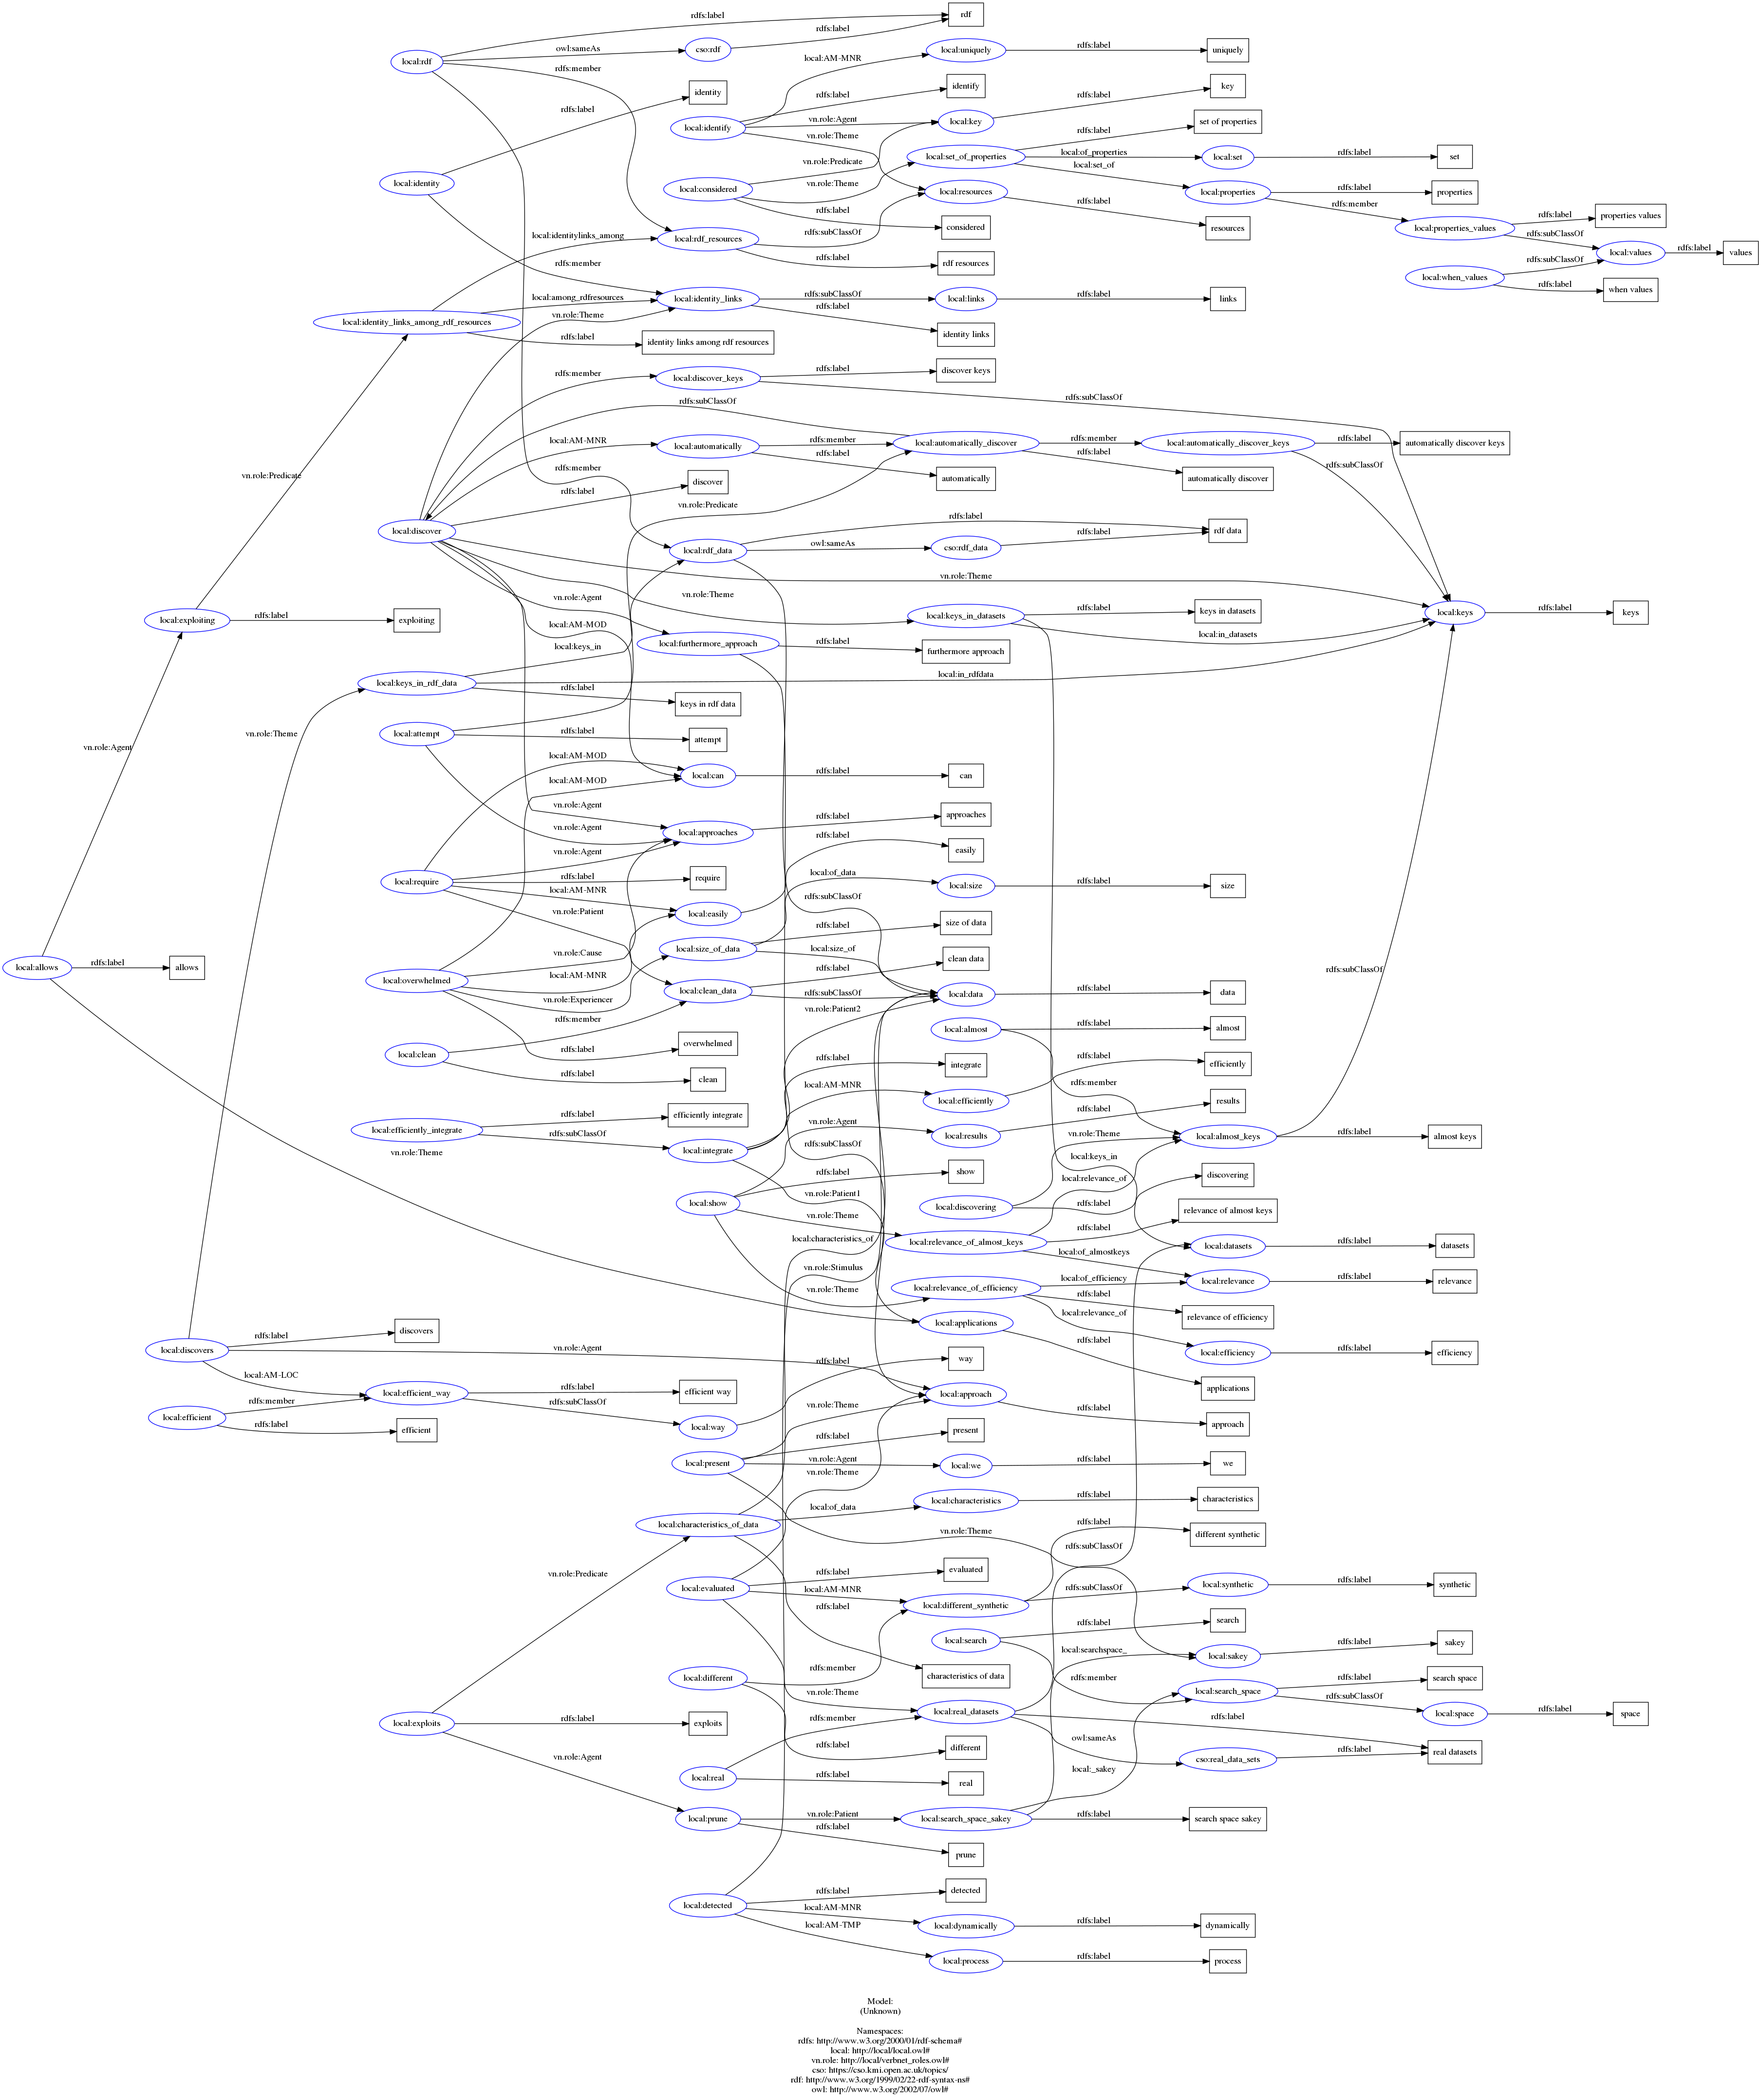 rdfs:label
rdf
rdfs:label
local:rdf
owl:sameAs
cso:rdf
rdfs:member
local:AM-MNR
local:uniquely
rdfs:label
uniquely
identity
rdfs:label
rdfs:label
identify
rdfs:label
key
local:identify
vn.role:Agent
local:key
vn.role:Theme
rdfs:label
set of properties
local:identity
vn.role:Predicate
local:considered
vn.role:Theme
local:set_of_properties
local:of_properties
local:set_of
local:set
rdfs:label
set
local:resources
local:properties
rdfs:label
properties
rdfs:member
rdfs:label
considered
rdfs:label
resources
local:properties_values
rdfs:label
properties values
rdfs:subClassOf
local:identitylinks_among
local:rdf_resources
rdfs:subClassOf
rdfs:label
rdf resources
rdfs:member
local:values
rdfs:label
values
rdfs:subClassOf
local:when_values
rdfs:label
when values
local:among_rdfresources
local:identity_links
rdfs:subClassOf
rdfs:label
local:links
rdfs:label
links
vn.role:Theme
local:identity_links_among_rdf_resources
rdfs:label
identity links among rdf resources
identity links
rdfs:member
local:discover_keys
rdfs:label
discover keys
rdfs:subClassOf
rdfs:subClassOf
local:AM-MNR
local:automatically
rdfs:member
rdfs:label
local:automatically_discover
rdfs:member
rdfs:label
local:automatically_discover_keys
rdfs:label
automatically discover keys
rdfs:subClassOf
rdfs:member
vn.role:Predicate
rdfs:label
discover
automatically
automatically discover
vn.role:Predicate
local:discover
rdfs:label
rdf data
local:rdf_data
owl:sameAs
cso:rdf_data
rdfs:label
vn.role:Theme
vn.role:Agent
vn.role:Theme
local:exploiting
rdfs:label
exploiting
local:AM-MOD
local:keys_in
local:furthermore_approach
rdfs:label
furthermore approach
local:keys_in_datasets
rdfs:label
keys in datasets
local:in_datasets
local:keys
rdfs:label
keys
local:keys_in_rdf_data
rdfs:label
keys in rdf data
local:in_rdfdata
vn.role:Theme
local:attempt
rdfs:label
attempt
vn.role:Agent
local:AM-MOD
local:AM-MOD
local:can
rdfs:label
can
vn.role:Agent
vn.role:Agent
local:approaches
rdfs:label
approaches
vn.role:Agent
rdfs:label
easily
local:require
rdfs:label
require
local:AM-MNR
vn.role:Patient
local:easily
local:of_data
local:size
rdfs:label
size
rdfs:subClassOf
local:size_of_data
rdfs:label
size of data
local:size_of
vn.role:Cause
local:AM-MNR
vn.role:Experiencer
local:allows
rdfs:label
allows
local:overwhelmed
local:clean_data
rdfs:label
clean data
rdfs:subClassOf
local:data
rdfs:label
data
rdfs:member
vn.role:Patient2
local:almost
rdfs:label
almost
local:clean
rdfs:label
overwhelmed
rdfs:label
clean
rdfs:label
integrate
rdfs:label
efficiently
rdfs:member
local:AM-MNR
local:efficiently
rdfs:label
results
local:efficiently_integrate
rdfs:label
efficiently integrate
rdfs:subClassOf
local:integrate
vn.role:Agent
local:results
rdfs:subClassOf
vn.role:Theme
local:almost_keys
rdfs:label
almost keys
rdfs:subClassOf
vn.role:Theme
rdfs:label
show
local:keys_in
local:relevance_of
discovering
local:show
vn.role:Patient1
vn.role:Theme
local:discovering
rdfs:label
relevance of almost keys
rdfs:label
local:characteristics_of
local:relevance_of_almost_keys
local:of_almostkeys
local:datasets
rdfs:label
datasets
vn.role:Stimulus
vn.role:Theme
local:relevance_of_efficiency
local:of_efficiency
rdfs:label
local:relevance_of
local:relevance
rdfs:label
relevance
relevance of efficiency
local:applications
rdfs:label
local:efficiency
rdfs:label
efficiency
local:discovers
rdfs:label
discovers
vn.role:Agent
rdfs:label
way
applications
local:AM-LOC
local:efficient_way
rdfs:label
efficient way
rdfs:subClassOf
local:approach
rdfs:label
approach
local:efficient
rdfs:member
rdfs:label
efficient
local:way
vn.role:Theme
rdfs:label
present
local:present
vn.role:Agent
local:we
rdfs:label
we
vn.role:Theme
local:characteristics
rdfs:label
characteristics
local:characteristics_of_data
local:of_data
vn.role:Theme
rdfs:label
different synthetic
rdfs:subClassOf
vn.role:Predicate
rdfs:label
evaluated
local:evaluated
local:AM-MNR
rdfs:label
local:different_synthetic
rdfs:subClassOf
local:synthetic
rdfs:label
synthetic
local:search
rdfs:label
search
local:searchspace_
local:sakey
rdfs:label
sakey
local:different
rdfs:member
characteristics of data
rdfs:member
local:search_space
rdfs:label
search space
rdfs:subClassOf
vn.role:Theme
rdfs:member
local:real_datasets
rdfs:label
local:space
rdfs:label
space
local:exploits
rdfs:label
exploits
rdfs:label
different
owl:sameAs
cso:real_data_sets
rdfs:label
real datasets
vn.role:Agent
local:real
rdfs:label
real
local:_sakey
local:prune
vn.role:Patient
rdfs:label
local:search_space_sakey
rdfs:label
search space sakey
prune
local:detected
rdfs:label
detected
local:AM-MNR
local:AM-TMP
local:dynamically
rdfs:label
dynamically
local:process
rdfs:label
process
Model:
(Unknown)
Namespaces:
rdfs: http://www.w3.org/2000/01/rdf-schema#
local: http://local/local.owl#
vn.role: http://local/verbnet_roles.owl#
cso: https://cso.kmi.open.ac.uk/topics/
rdf: http://www.w3.org/1999/02/22-rdf-syntax-ns#
owl: http://www.w3.org/2002/07/owl#